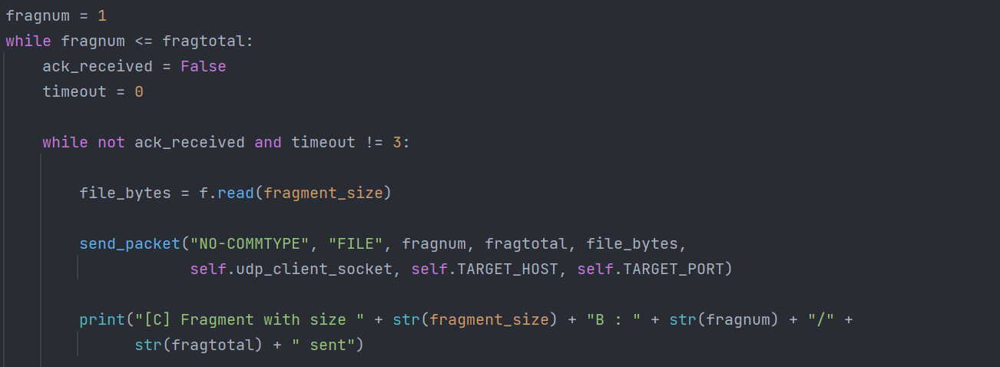 fragnum = 1
while fragnum <= fragtotal:
    ack_received = False
    timeout = 0
    while not ack_received and timeout != 3:
        file_bytes = f.read(fragment_size)
        send_packet("NO-COMMTYPE", "FILE", fragnum, fragtotal, file_bytes,
                    self.udp_client_socket, self.TARGET_HOST, self.TARGET_PORT)
        print("[C] Fragment with size " + str(fragment_size) + "B : " + str(fragnum) + "/" +
              str(fragtotal) + " sent")